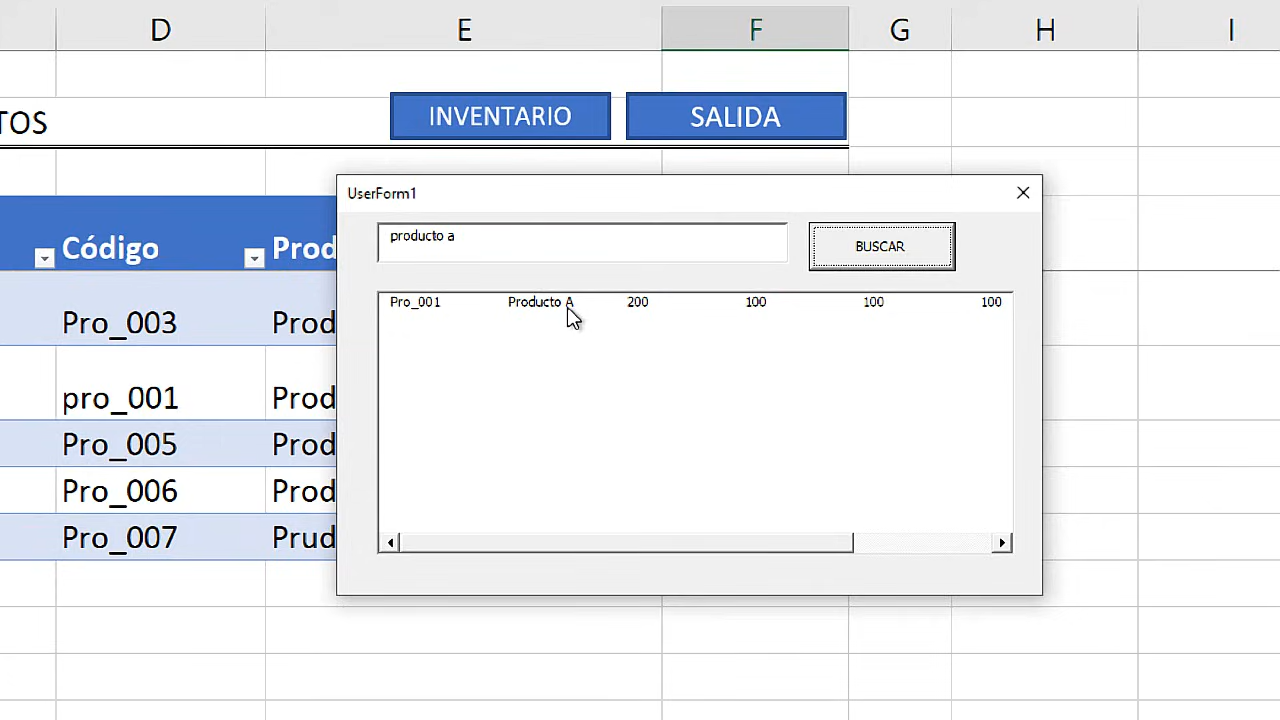 D E F G H I
TOS
INVENTARIO
SALIDA
UserForm1
producto a
BUSCAR
Código
Prod
Pro_001 Producto A 200 100 100 100
Pro_003 Prod
pro_001 Prod
Pro_005 Prod
Pro_006 Prod
Pro_007 Prud